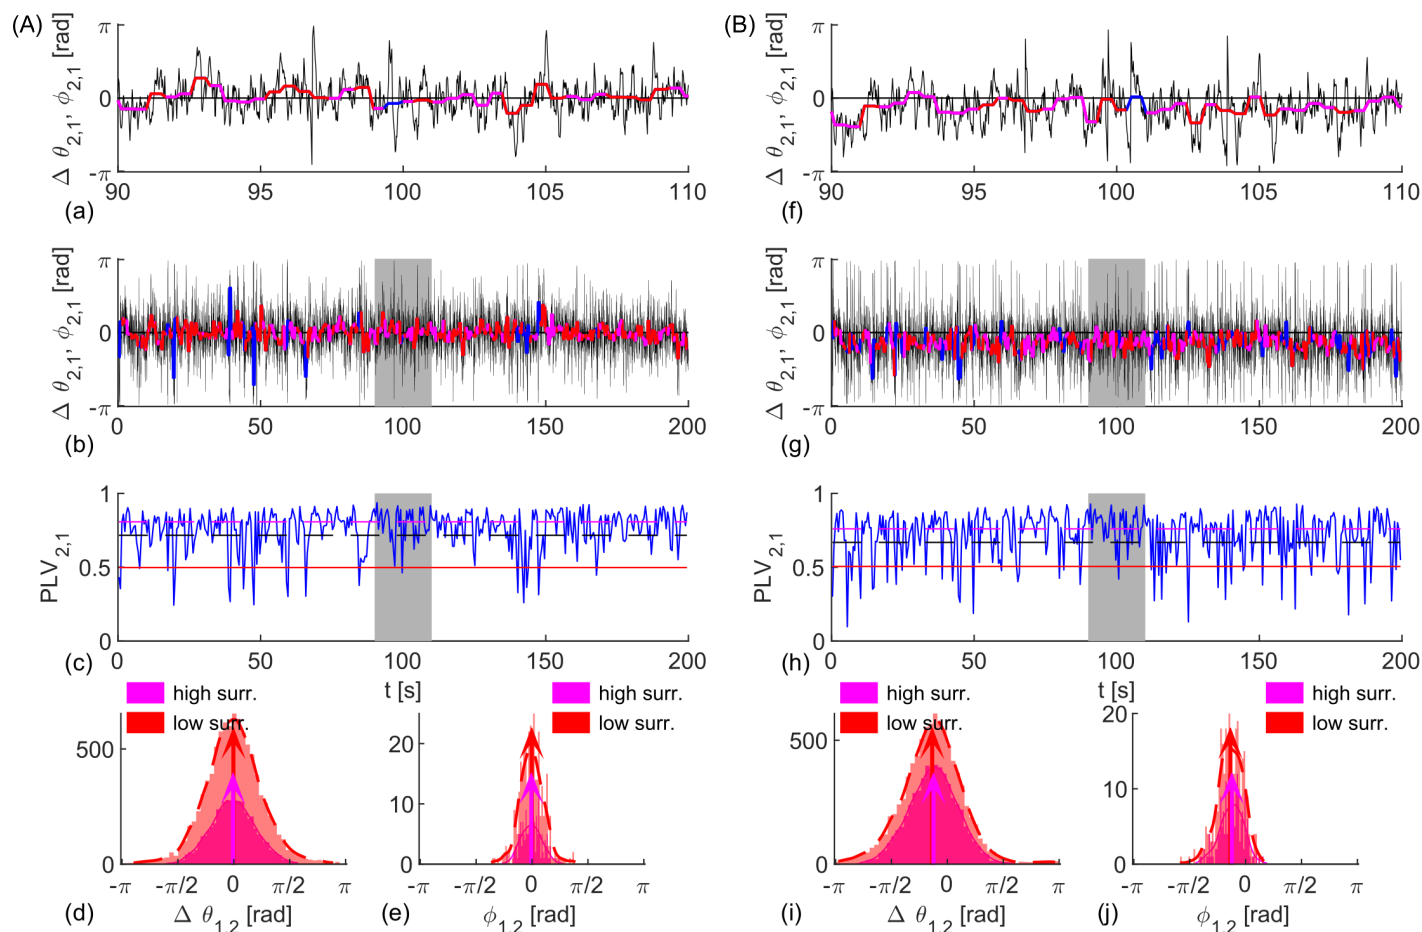 (A)
Δ θ2,1, ϕ2,1 [rad]
π
0
-π
90 95 100 105 110
(a)
Δ θ2,1, ϕ2,1 [rad]
π
0
-π
0 50 100 150 200
(b)
PLV2,1
1
0.5
0
0 50 100 150 200
(c)
t [s]
high surr.
low surr.
500
0
-π -π/2 0 π/2 π
(d)
Δ θ1,2 [rad]
high surr.
low surr.
20
10
0
-π -π/2 0 π/2 π
(e)
ϕ1,2 [rad]
(B)
Δ θ2,1, ϕ2,1 [rad]
π
0
-π
90 95 100 105 110
(f)
Δ θ2,1, ϕ2,1 [rad]
π
0
-π
0 50 100 150 200
(g)
PLV2,1
1
0.5
0
0 50 100 150 200
(h)
t [s]
high surr.
low surr.
500
0
-π -π/2 0 π/2 π
(i)
Δ θ1,2 [rad]
high surr.
low surr.
20
10
0
-π -π/2 0 π/2 π
(j)
ϕ1,2 [rad]